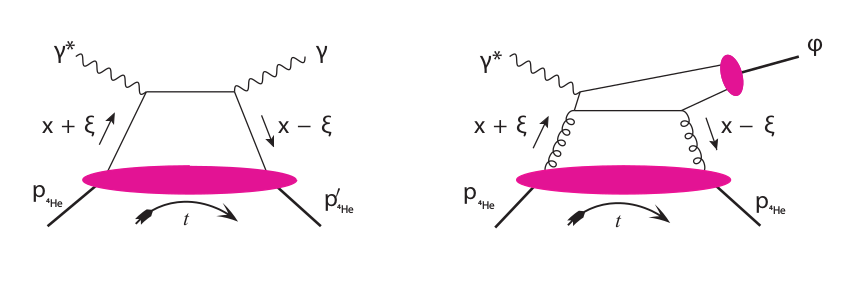 γ* γ
x + ξ x − ξ
p⁴He t p′⁴He
γ* φ
x + ξ x − ξ
p⁴He t p⁴He